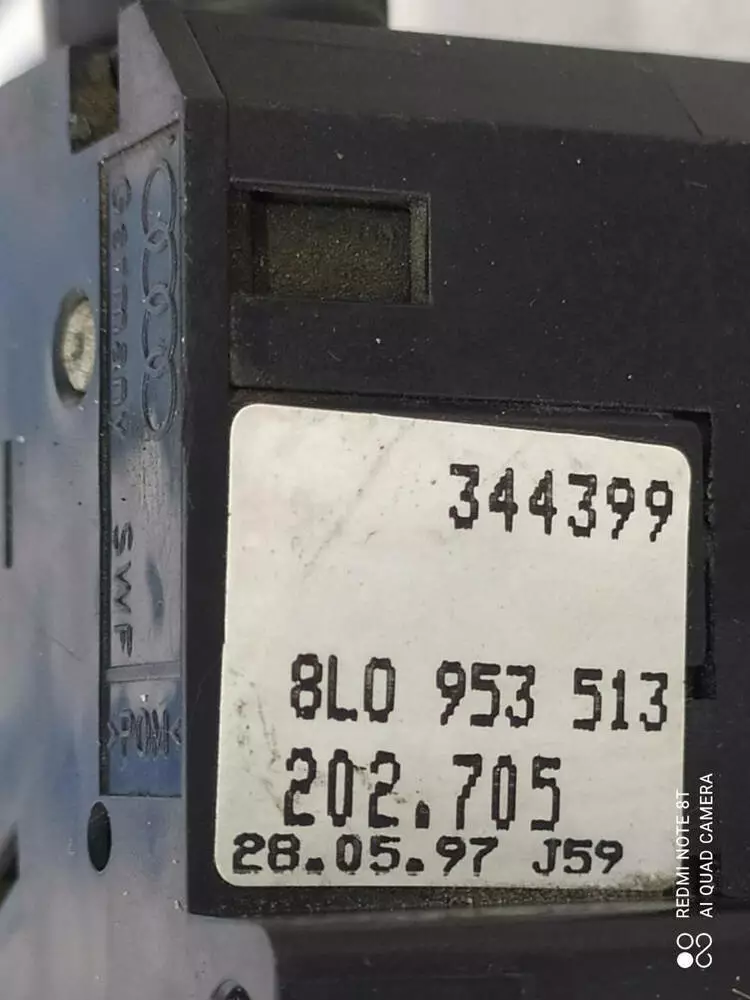 Germany
SWF
>POM<
344399
8L0 953 513
202.705
28.05.97 J59
REDMI NOTE 8T
AI QUAD CAMERA